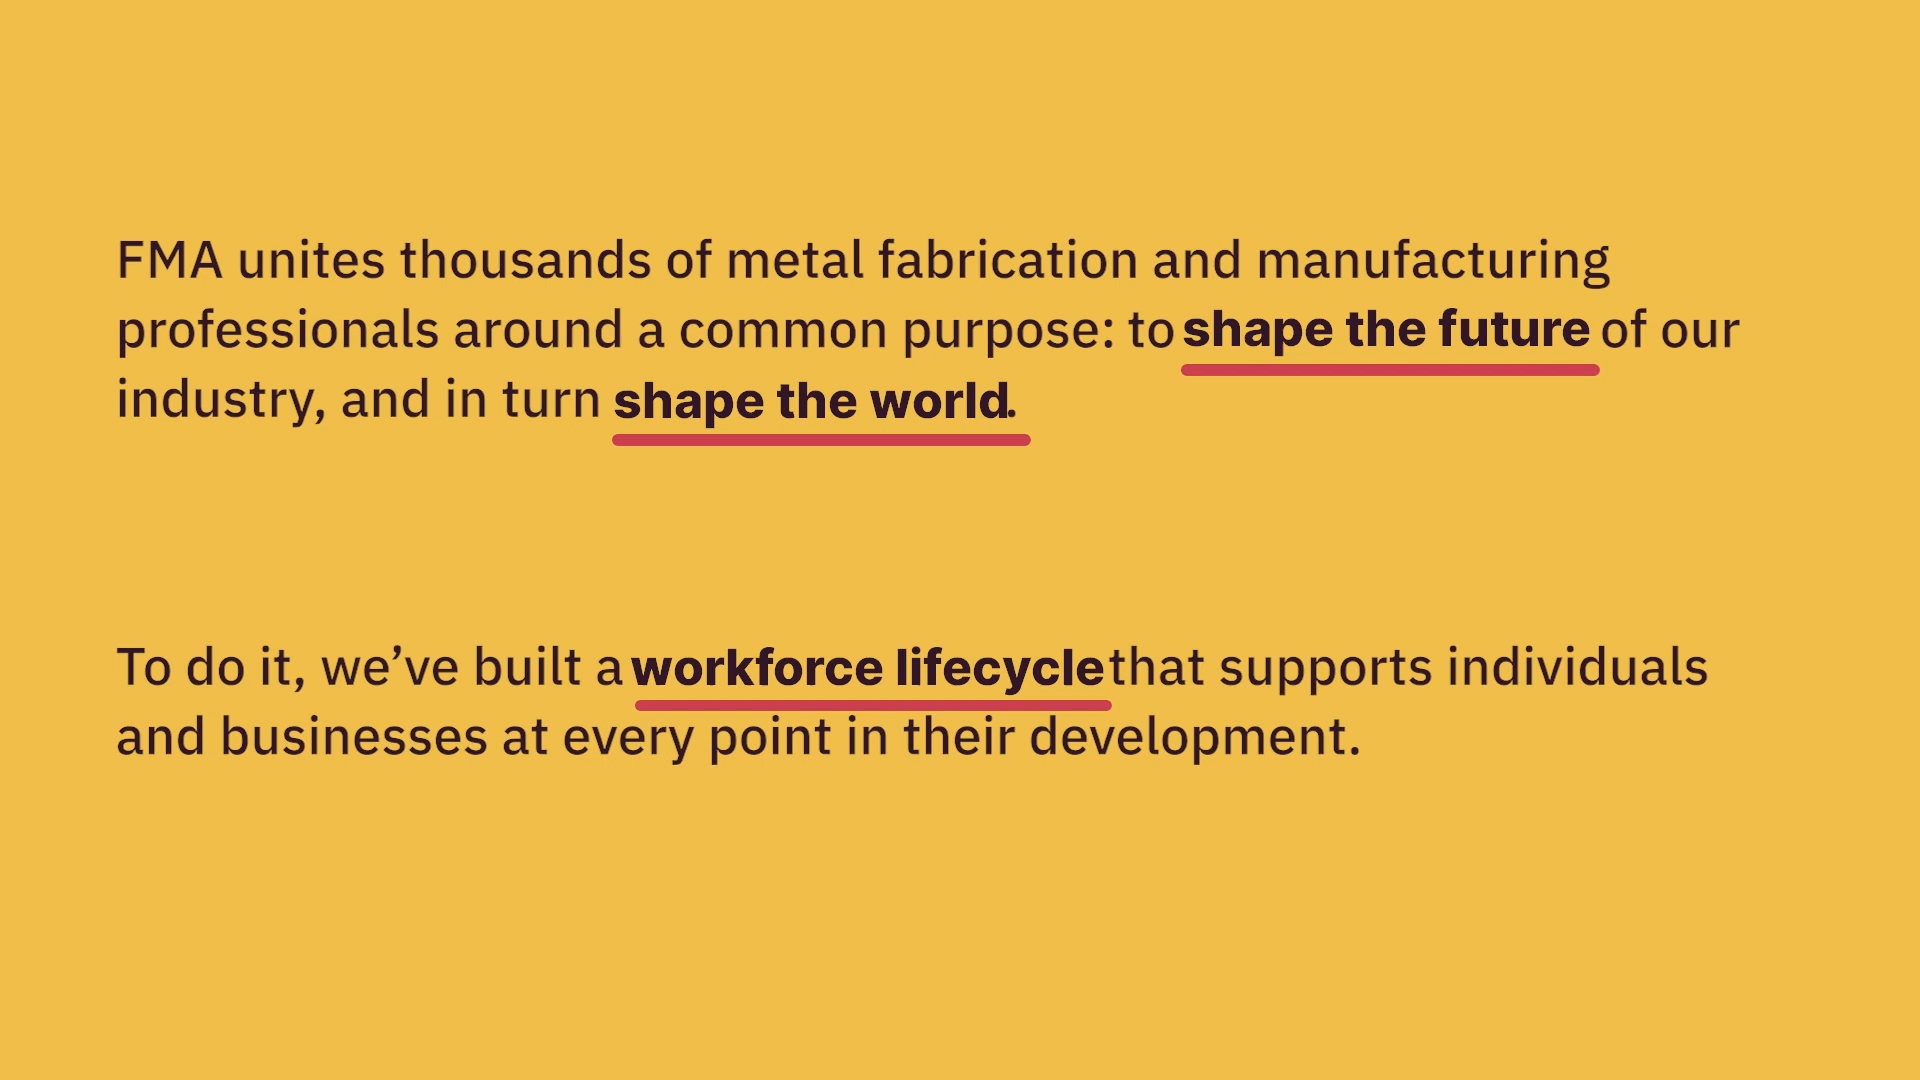 FMA unites thousands of metal fabrication and manufacturing
professionals around a common purpose: to shape the future of our
industry, and in turn shape the world.
To do it, we’ve built a workforce lifecycle that supports individuals
and businesses at every point in their development.